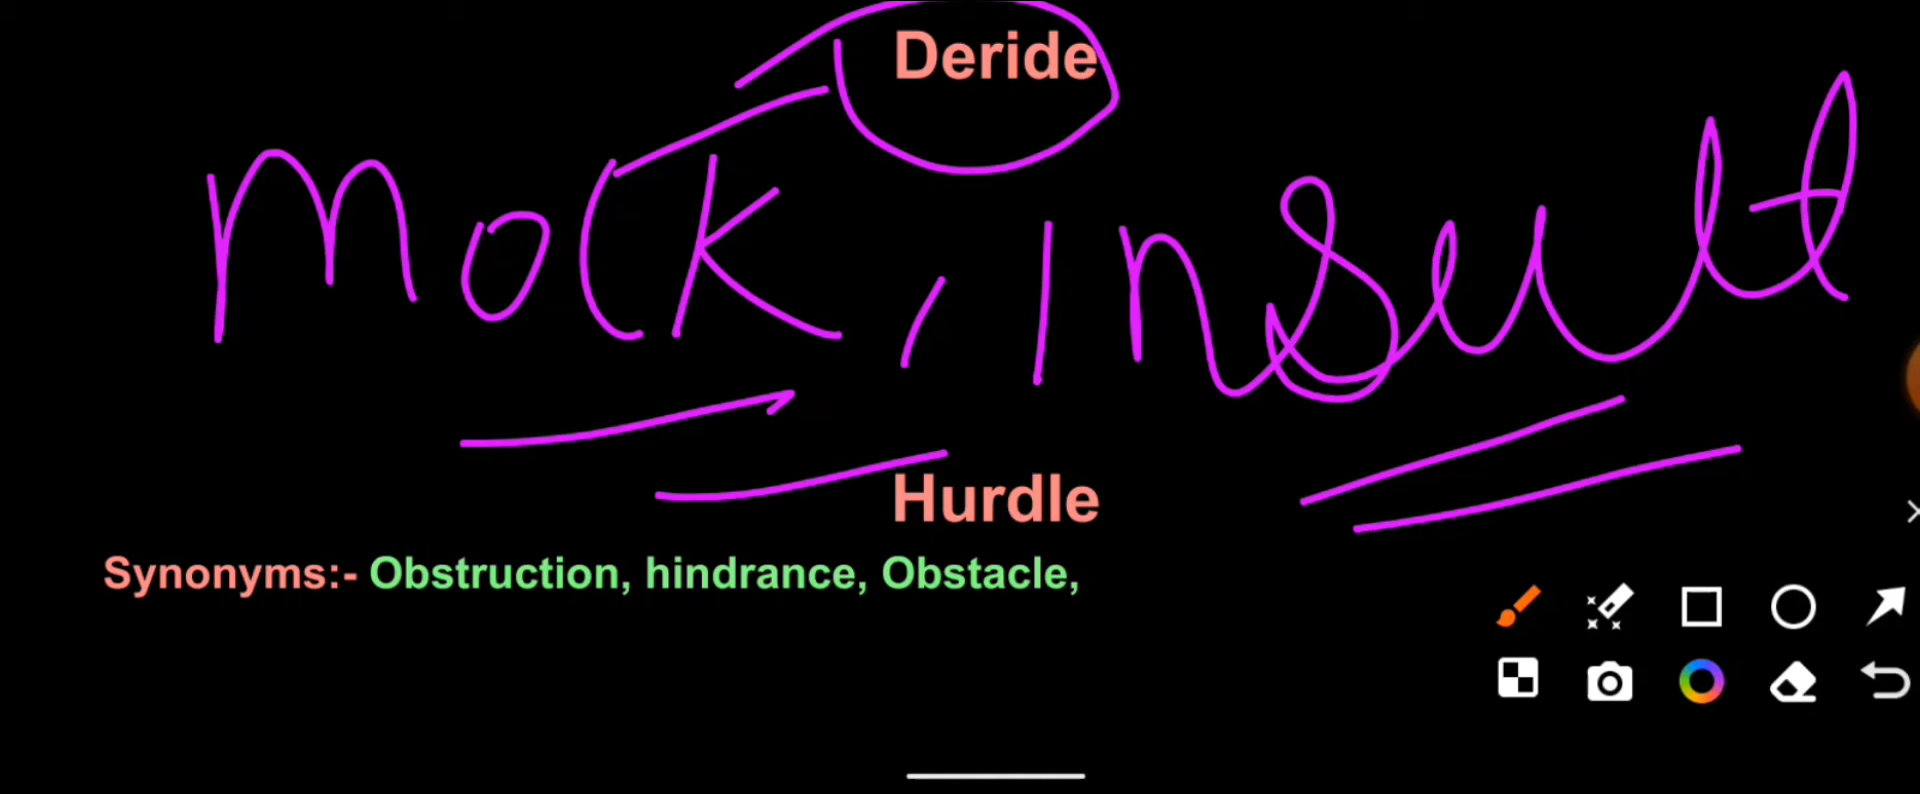 Deride
mock, Insult
Hurdle
Synonyms:- Obstruction, hindrance, Obstacle,